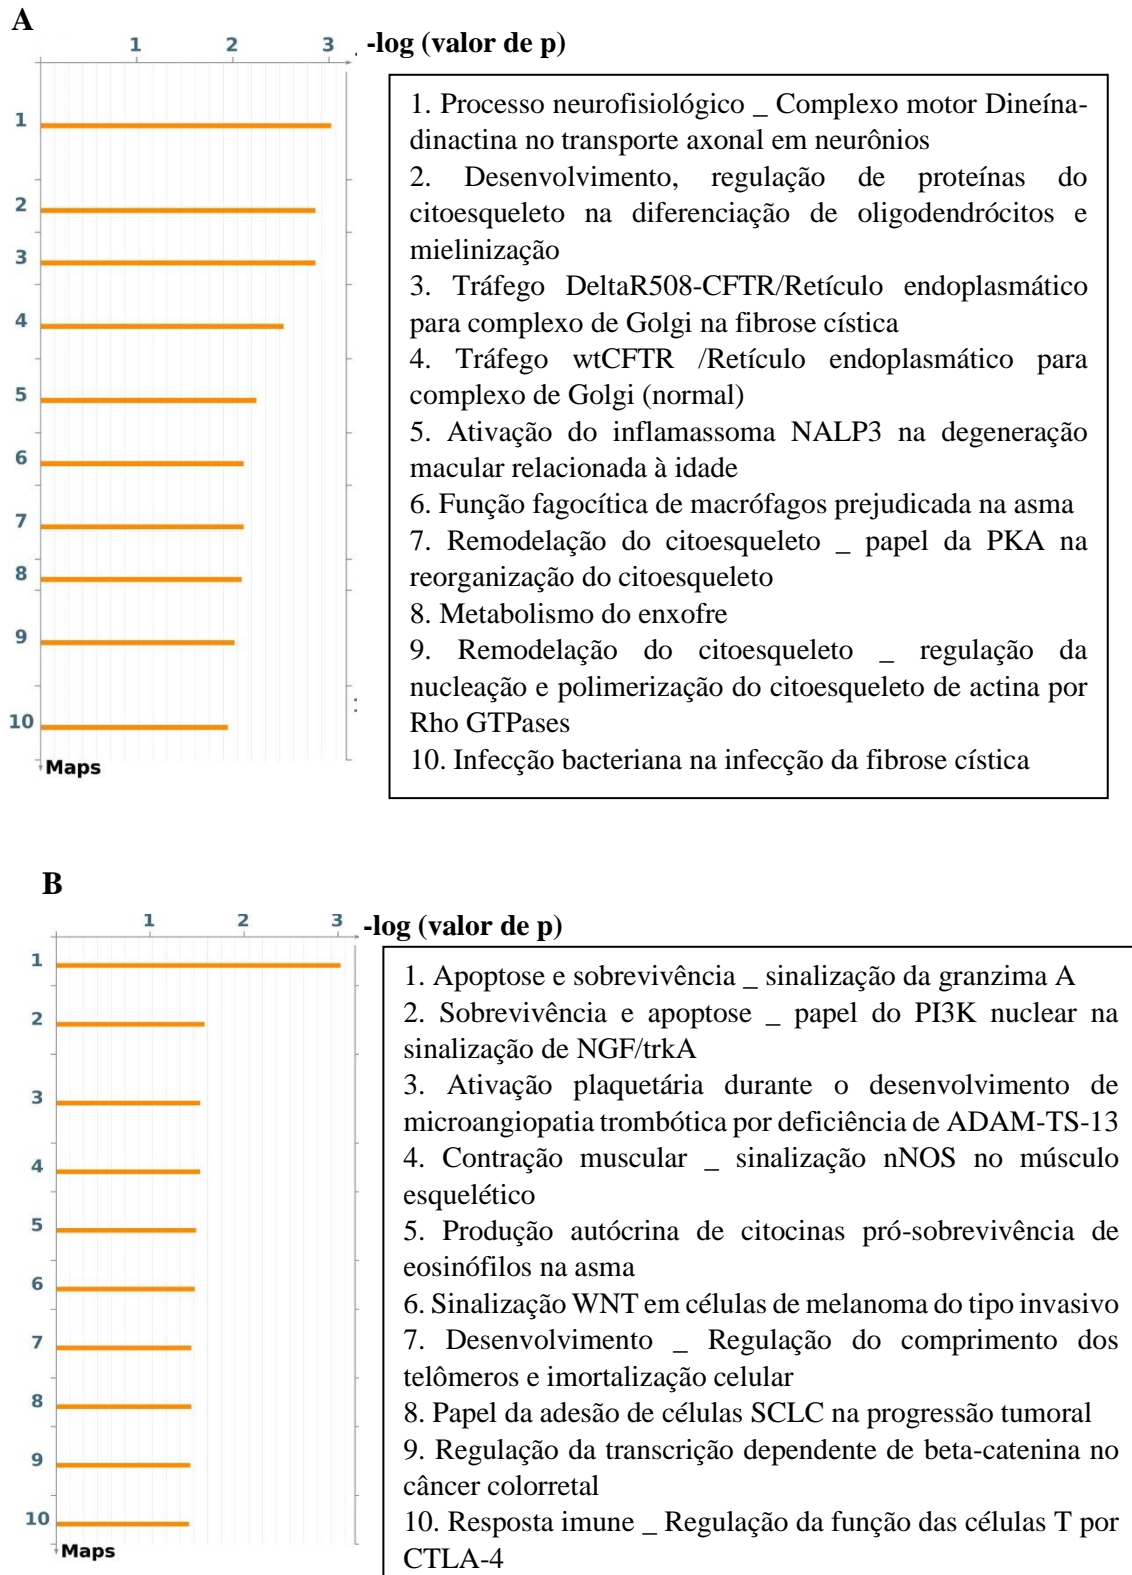 A
1 2 3 -log (valor de p)
1
2
3
4
5
6
7
8
9
10
Maps
1. Processo neurofisiológico _ Complexo motor Dineína-
dinactina no transporte axonal em neurônios
2. Desenvolvimento, regulação de proteínas do
citoesqueleto na diferenciação de oligodendrócitos e
mielinização
3. Tráfego DeltaR508-CFTR/Retículo endoplasmático
para complexo de Golgi na fibrose cística
4. Tráfego wtCFTR /Retículo endoplasmático para
complexo de Golgi (normal)
5. Ativação do inflamassoma NALP3 na degeneração
macular relacionada à idade
6. Função fagocítica de macrófagos prejudicada na asma
7. Remodelação do citoesqueleto _ papel da PKA na
reorganização do citoesqueleto
8. Metabolismo do enxofre
9. Remodelação do citoesqueleto _ regulação da
nucleação e polimerização do citoesqueleto de actina por
Rho GTPases
10. Infecção bacteriana na infecção da fibrose cística
B
1 2 3 -log (valor de p)
1
2
3
4
5
6
7
8
9
10
Maps
1. Apoptose e sobrevivência _ sinalização da granzima A
2. Sobrevivência e apoptose _ papel do PI3K nuclear na
sinalização de NGF/trkA
3. Ativação plaquetária durante o desenvolvimento de
microangiopatia trombótica por deficiência de ADAM-TS-13
4. Contração muscular _ sinalização nNOS no músculo
esquelético
5. Produção autócrina de citocinas pró-sobrevivência de
eosinófilos na asma
6. Sinalização WNT em células de melanoma do tipo invasivo
7. Desenvolvimento _ Regulação do comprimento dos
telômeros e imortalização celular
8. Papel da adesão de células SCLC na progressão tumoral
9. Regulação da transcrição dependente de beta-catenina no
câncer colorretal
10. Resposta imune _ Regulação da função das células T por
CTLA-4